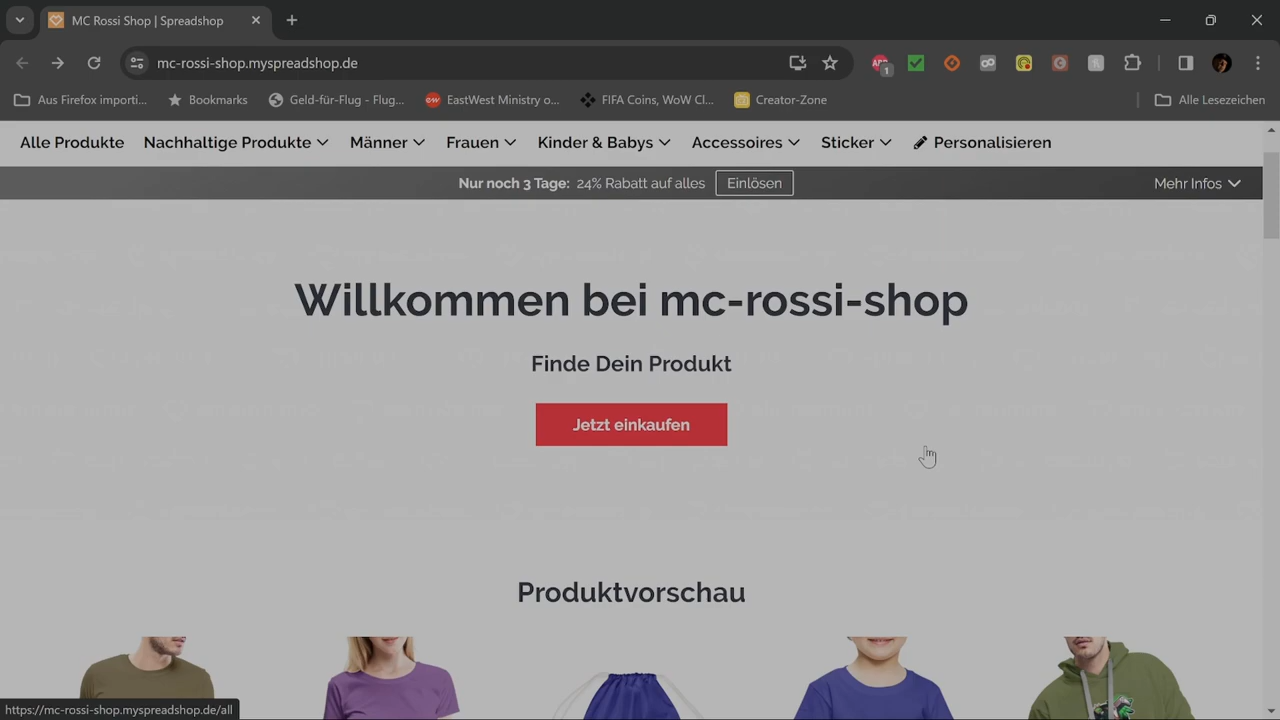 MC Rossi Shop | Spreadshop
mc-rossi-shop.myspreadshop.de
1
Aus Firefox importi...
Bookmarks
Geld-für-Flug - Flug...
EastWest Ministry o...
FIFA Coins, WoW Cl...
Creator-Zone
Alle Lesezeichen
Alle Produkte Nachhaltige Produkte Männer Frauen Kinder & Babys Accessoires Sticker Personalisieren
Nur noch 3 Tage: 24% Rabatt auf alles Einlösen Mehr Infos
Willkommen bei mc-rossi-shop
Finde Dein Produkt
Jetzt einkaufen
Produktvorschau
https://mc-rossi-shop.myspreadshop.de/all